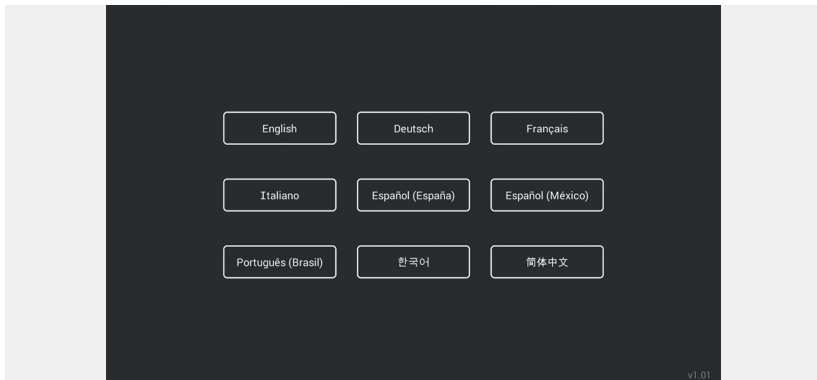 English
Deutsch
Français
Italiano
Español (España)
Español (México)
Português (Brasil)
한국어
简体中文
v1.01